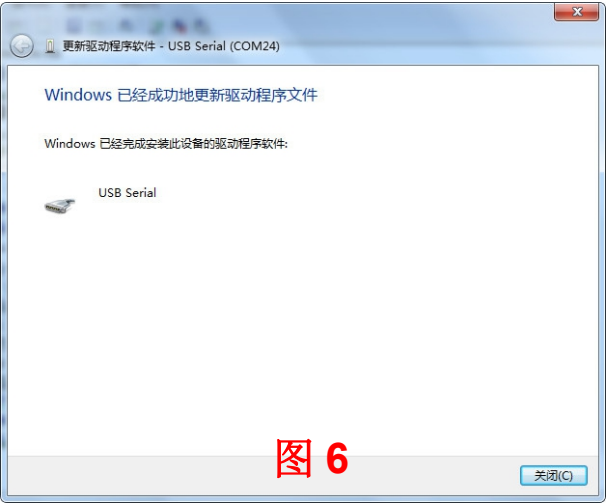 更新驱动程序软件 - USB Serial (COM24)
Windows 已经成功地更新驱动程序文件
Windows 已经完成安装此设备的驱动程序软件:
USB Serial
图 6
关闭(C)